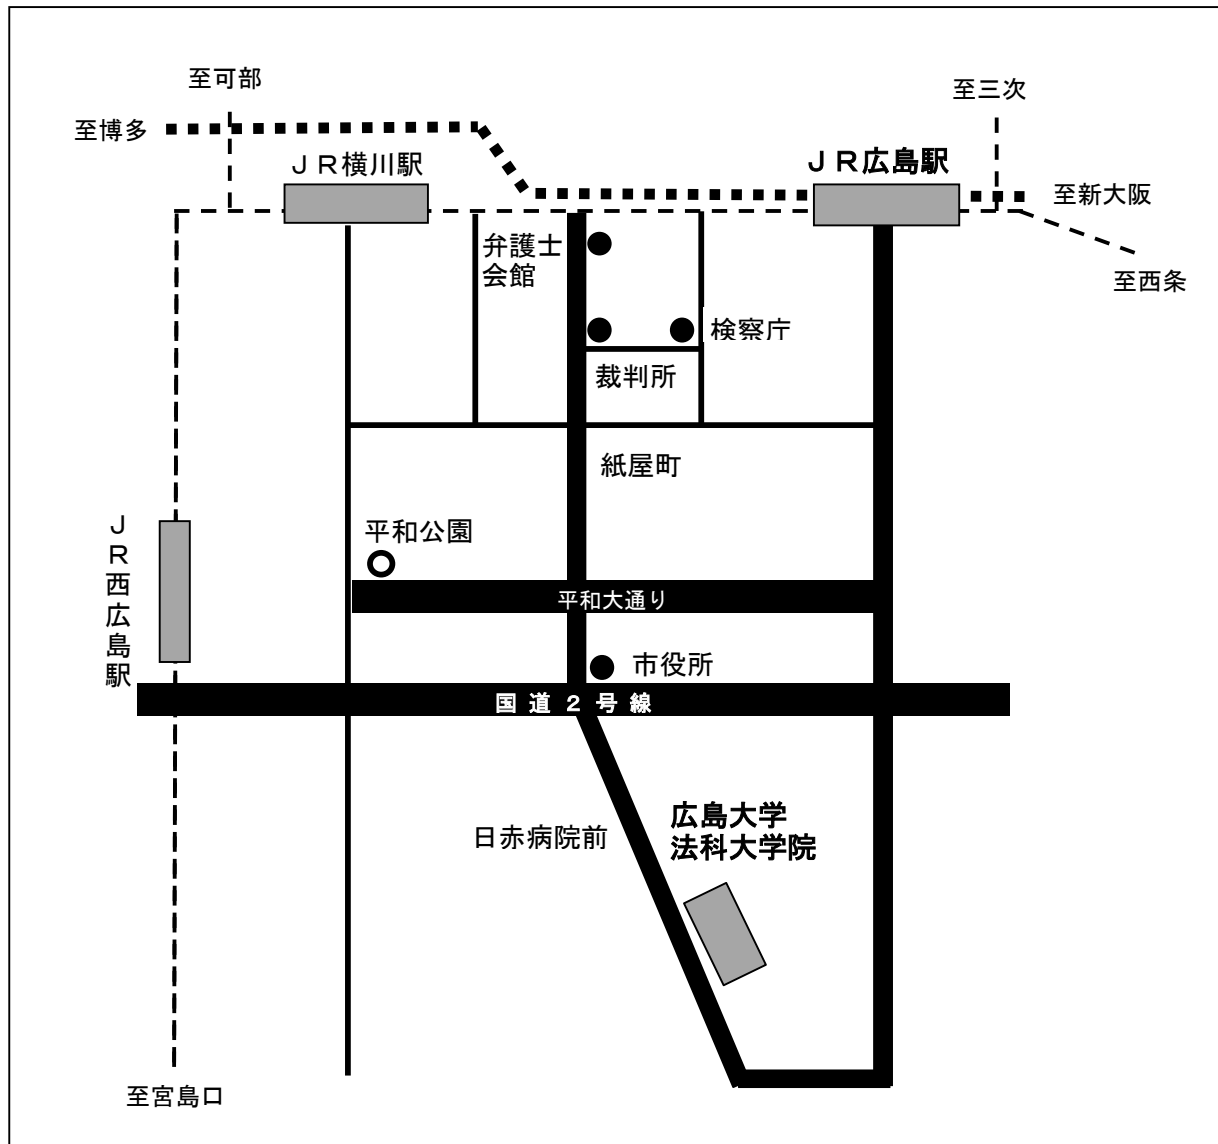 至可部
至三次
至博多
ＪＲ横川駅
ＪＲ広島駅
至新大阪
弁護士
会館
至西条
検察庁
裁判所
紙屋町
平和公園
ＪＲ西広島駅
平和大通り
市役所
国道２号線
広島大学
法科大学院
日赤病院前
至宮島口